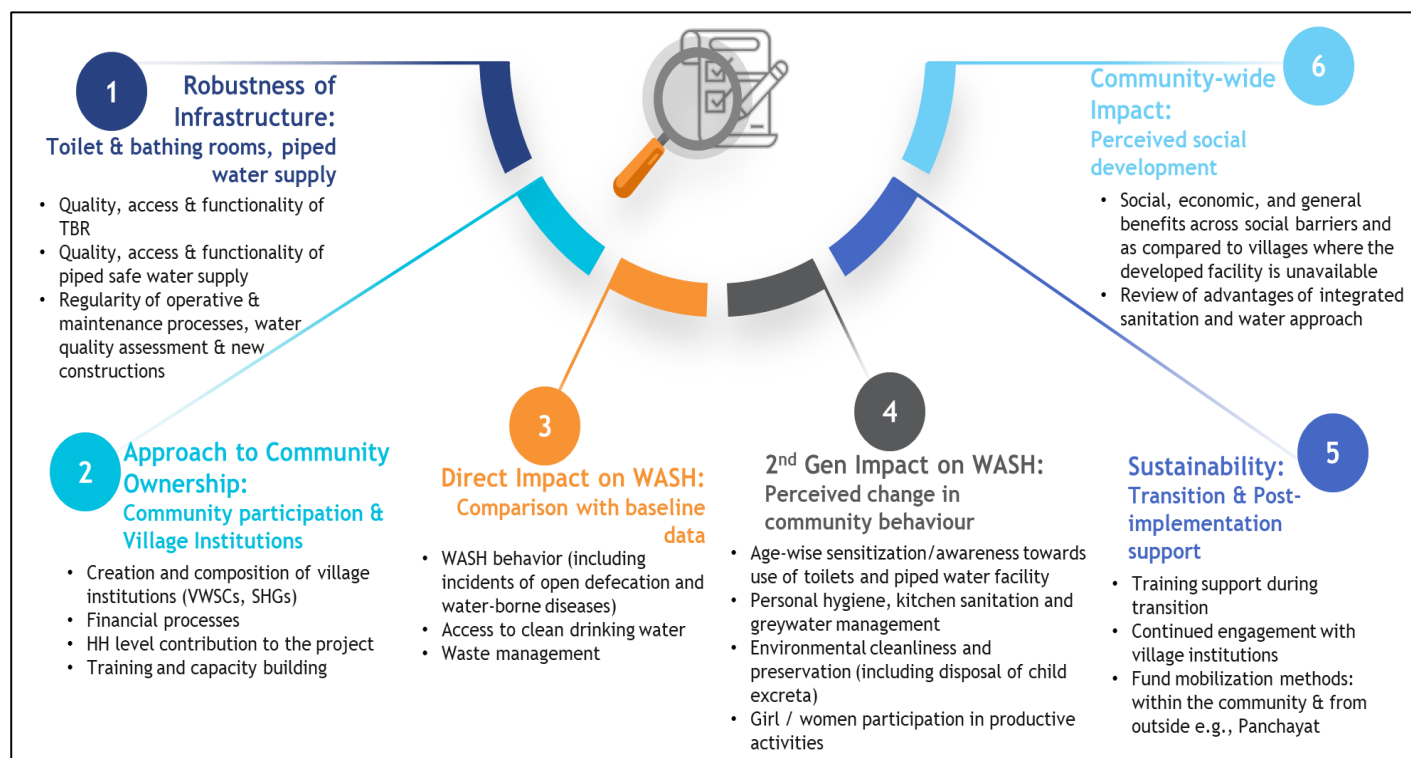 1
Robustness of
Infrastructure:
Toilet & bathing rooms, piped
water supply
• Quality, access & functionality of
TBR
• Quality, access & functionality of
piped safe water supply
• Regularity of operative &
maintenance processes, water
quality assessment & new
constructions
2
Approach to Community
Ownership:
Community participation &
Village Institutions
• Creation and composition of village
institutions (VWSCs, SHGs)
• Financial processes
• HH level contribution to the project
• Training and capacity building
3
Direct Impact on WASH:
Comparison with baseline
data
• WASH behavior (including
incidents of open defecation and
water-borne diseases)
• Access to clean drinking water
• Waste management
4
2nd Gen Impact on WASH:
Perceived change in
community behaviour
• Age-wise sensitization/awareness towards
use of toilets and piped water facility
• Personal hygiene, kitchen sanitation and
greywater management
• Environmental cleanliness and
preservation (including disposal of child
excreta)
• Girl / women participation in productive
activities
5
Sustainability:
Transition & Post-
implementation
support
• Training support during
transition
• Continued engagement with
village institutions
• Fund mobilization methods:
within the community & from
outside e.g., Panchayat
6
Community-wide
Impact:
Perceived social
development
• Social, economic, and general
benefits across social barriers and
as compared to villages where the
developed facility is unavailable
• Review of advantages of integrated
sanitation and water approach